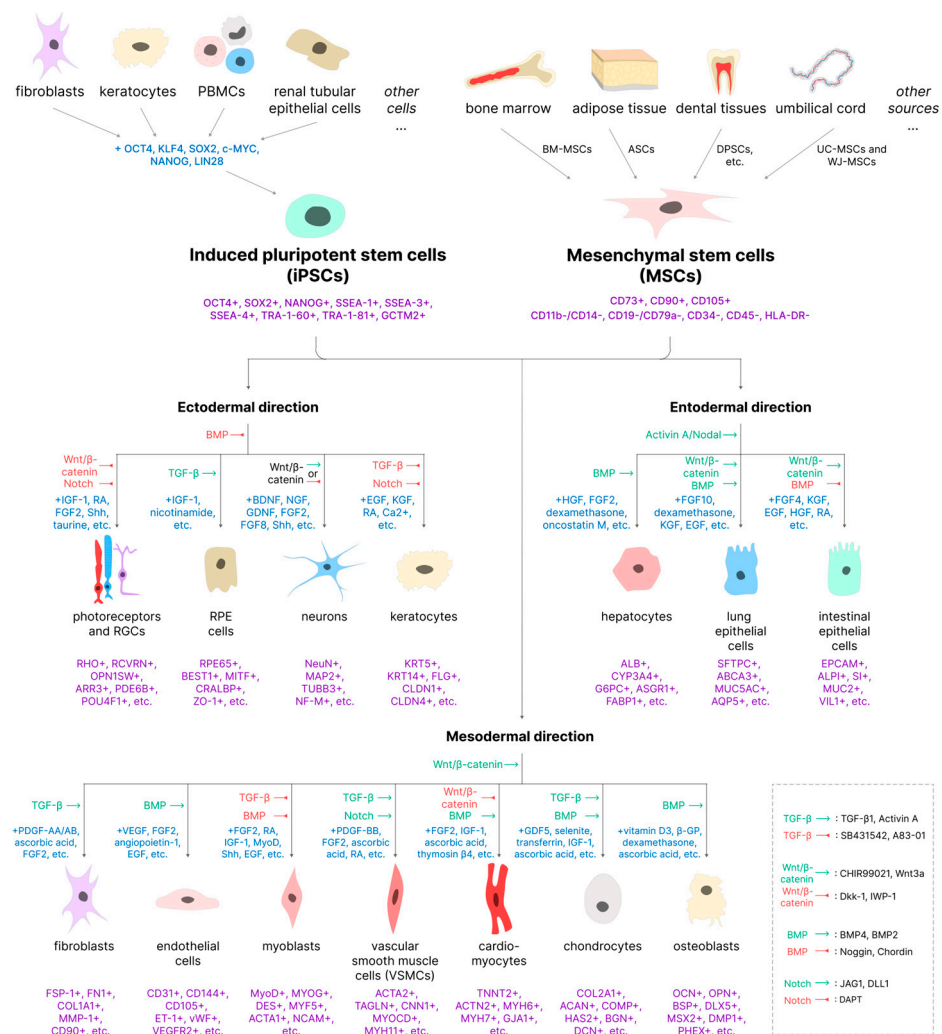 fibroblasts
keratocytes
PBMCs
renal tubular
epithelial cells
other
cells
...
bone marrow
adipose tissue
dental tissues
umbilical cord
other
sources
...
+ OCT4, KLF4, SOX2, c-MYC,
NANOG, LIN28
BM-MSCs
ASCs
DPSCs,
etc.
UC-MSCs and
WJ-MSCs
Induced pluripotent stem cells
(iPSCs)
Mesenchymal stem cells
(MSCs)
OCT4+, SOX2+, NANOG+, SSEA-1+, SSEA-3+,
SSEA-4+, TRA-1-60+, TRA-1-81+, GCTM2+
CD73+, CD90+, CD105+
CD11b-/CD14-, CD19-/CD79a-, CD34-, CD45-, HLA-DR-
Ectodermal direction
BMP
Wnt/β-
catenin
Notch
+IGF-1, RA,
FGF2, Shh,
taurine, etc.
TGF-β
+IGF-1,
nicotinamide,
etc.
Wnt/β-
catenin
or
+BDNF, NGF,
GDNF, FGF2,
FGF8, Shh, etc.
TGF-β
Notch
+EGF, KGF,
RA, Ca2+,
etc.
photoreceptors
and RGCs
RPE
cells
neurons
keratocytes
RHO+, RCVRN+,
OPN1SW+,
ARR3+, PDE6B+,
POU4F1+, etc.
RPE65+,
BEST1+, MITF+,
CRALBP+,
ZO-1+, etc.
NeuN+,
MAP2+,
TUBB3+,
NF-M+, etc.
KRT5+,
KRT14+, FLG+,
CLDN1+,
CLDN4+, etc.
Entodermal direction
Activin A/Nodal
BMP
+HGF, FGF2,
dexamethasone,
oncostatin M, etc.
Wnt/β-
catenin
BMP
+FGF10,
dexamethasone,
KGF, EGF, etc.
Wnt/β-
catenin
BMP
+FGF4, KGF,
EGF, HGF, RA,
etc.
hepatocytes
lung
epithelial
cells
intestinal
epithelial
cells
ALB+,
CYP3A4+,
G6PC+, ASGR1+,
FABP1+, etc.
SFTPC+,
ABCA3+,
MUC5AC+,
AQP5+, etc.
EPCAM+,
ALPI+, SI+,
MUC2+,
VIL1+, etc.
Mesodermal direction
Wnt/β-catenin
TGF-β
+PDGF-AA/AB,
ascorbic acid,
FGF2, etc.
BMP
+VEGF, FGF2,
angiopoietin-1,
EGF, etc.
TGF-β
BMP
+FGF2, RA,
IGF-1, MyoD,
Shh, EGF, etc.
TGF-β
Notch
+PDGF-BB,
FGF2, ascorbic
acid, RA, etc.
Wnt/β-
catenin
BMP
+FGF2, IGF-1,
ascorbic acid,
thymosin β4, etc.
TGF-β
BMP
+GDF5, selenite,
transferrin, IGF-1,
ascorbic acid, etc.
BMP
+vitamin D3, β-GP,
dexamethasone,
ascorbic acid, etc.
fibroblasts
endothelial
cells
myoblasts
vascular
smooth muscle
cells (VSMCs)
cardio-
myocytes
chondrocytes
osteoblasts
FSP-1+, FN1+,
COL1A1+,
MMP-1+,
CD90+, etc.
CD31+, CD144+,
CD105+,
ET-1+, vWF+,
VEGFR2+, etc.
MyoD+, MYOG+,
DES+, MYF5+,
ACTA1+, NCAM+,
etc.
ACTA2+,
TAGLN+, CNN1+,
MYOCD+,
MYH11+, etc.
TNNT2+,
ACTN2+, MYH6+,
MYH7+, GJA1+,
etc.
COL2A1+,
ACAN+, COMP+,
HAS2+, BGN+,
DCN+, etc.
OCN+, OPN+,
BSP+, DLX5+,
MSX2+, DMP1+,
PHEX+, etc.
TGF-β : TGF-β1, Activin A
TGF-β : SB431542, A83-01
Wnt/β-
catenin : CHIR99021, Wnt3a
Wnt/β-
catenin : Dkk-1, IWP-1
BMP : BMP4, BMP2
BMP : Noggin, Chordin
Notch : JAG1, DLL1
Notch : DAPT